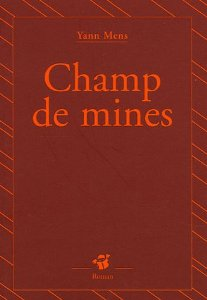 Yann Mens
Champ
de mines
Roman